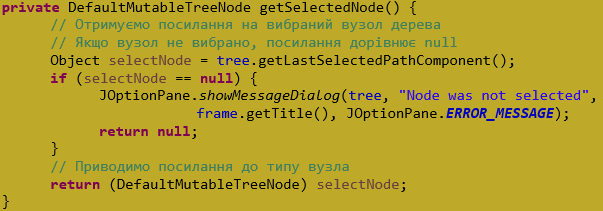 private DefaultMutableTreeNode getSelectedNode() {
// Отримуємо посилання на вибраний вузол дерева
// Якщо вузол не вибрано, посилання дорівнює null
Object selectNode = tree.getLastSelectedPathComponent();
if (selectNode == null) {
JOptionPane.showMessageDialog(tree, "Node was not selected",
frame.getTitle(), JOptionPane.ERROR_MESSAGE);
return null;
}
// Приводимо посилання до типу вузла
return (DefaultMutableTreeNode) selectNode;
}